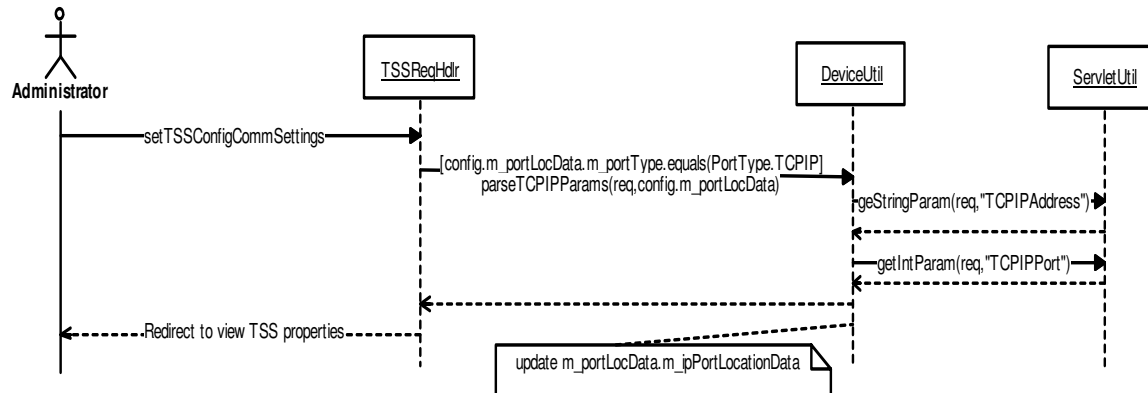 TSSReqHdlr
DeviceUtil
ServletUtil
Administrator
setTSSConfigCommSettings
[config.m_portLocData.m_portType.equals(PortType.TCPIP]
parseTCPIPParams(req,config.m_portLocData)
geStringParam(req,"TCPIPAddress")
getIntParam(req,"TCPIPPort")
Redirect to view TSS properties
update m_portLocData.m_ipPortLocationData